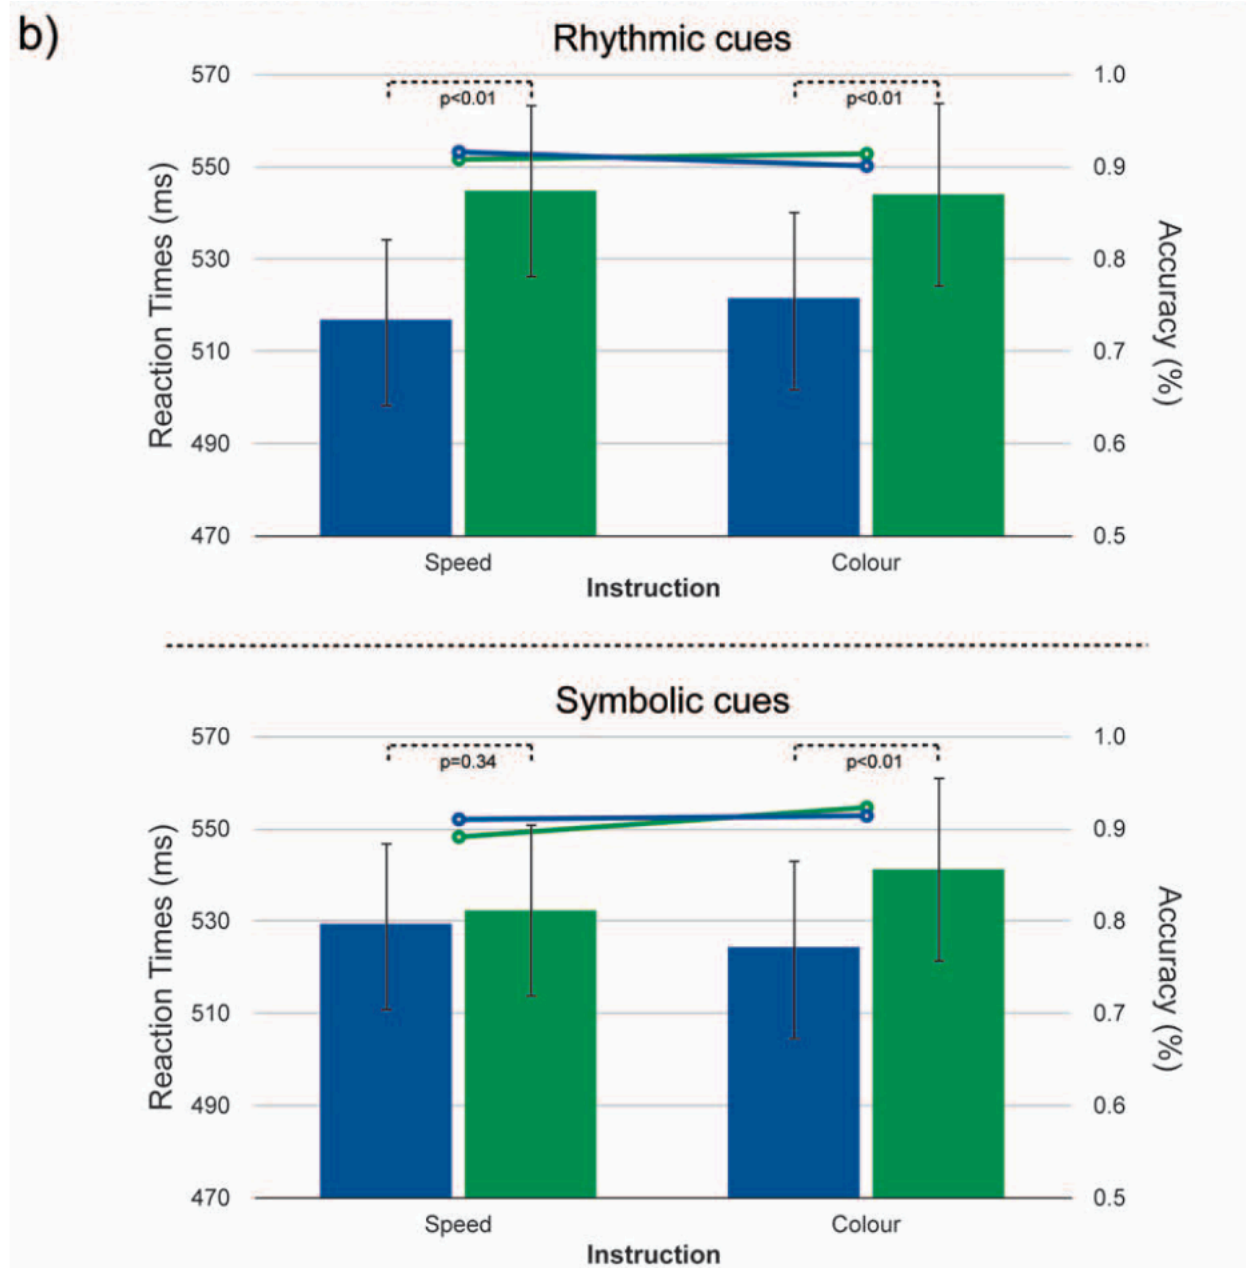 b)
Rhythmic cues
570
550
530
510
490
470
Reaction Times (ms)
p<0.01
p<0.01
1.0
0.9
0.8
0.7
0.6
0.5
Accuracy (%)
Speed
Colour
Instruction
Symbolic cues
570
550
530
510
490
470
Reaction Times (ms)
p=0.34
p<0.01
1.0
0.9
0.8
0.7
0.6
0.5
Accuracy (%)
Speed
Colour
Instruction